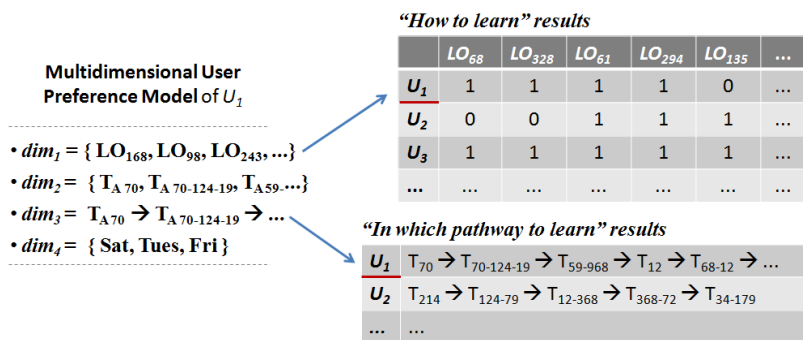 Multidimensional User
Preference Model of U1
• dim1 = { LO168, LO98, LO243, ...}
• dim2 = { TA 70, TA 70-124-19, TA 59-...}
• dim3 = TA 70 → TA 70-124-19 → ...
• dim4 = { Sat, Tues, Fri }
“How to learn” results
LO68 LO328 LO61 LO294 LO135 ...
U1 1 1 1 1 0 ...
U2 0 0 1 1 1 ...
U3 1 1 1 1 1 ...
... ... ... ... ... ... ...
“In which pathway to learn” results
U1 T70 → T70-124-19 → T59-968 → T12 → T68-12 → ...
U2 T214 → T124-79 → T12-368 → T368-72 → T34-179
... ...